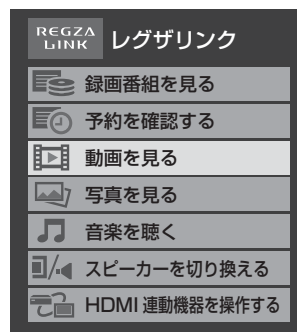 REGZA
LINK
レグザリンク
録画番組を見る
予約を確認する
動画を見る
写真を見る
音楽を聴く
スピーカーを切り換える
HDMI 連動機器を操作する